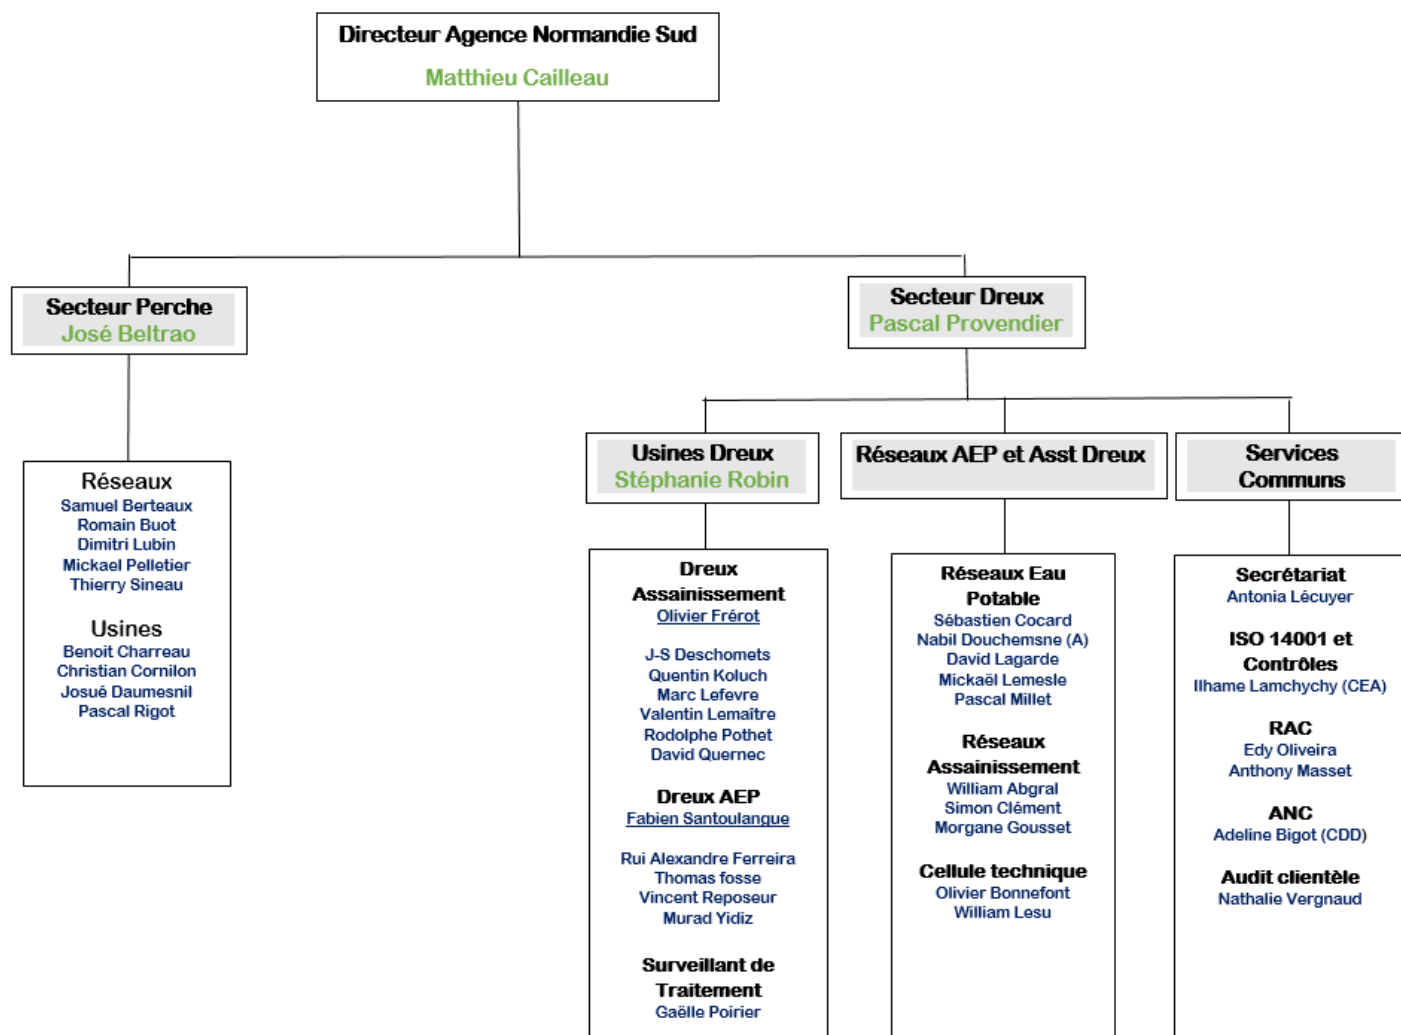 Directeur Agence Normandie Sud
Matthieu Cailleau
Secteur Perche
José Beltrao
Secteur Dreux
Pascal Provendier
Réseaux
Samuel Berteaux
Romain Buot
Dimitri Lubin
Mickael Pelletier
Thierry Sineau
Usines
Benoit Charreau
Christian Cornilon
Josué Daumesnil
Pascal Rigot
Usines Dreux
Stéphanie Robin
Dreux
Assainissement
Olivier Frérot
J-S Deschomets
Quentin Koluch
Marc Lefevre
Valentin Lemaître
Rodolphe Pothet
David Quernec
Dreux AEP
Fabien Santoulangue
Rui Alexandre Ferreira
Thomas fosse
Vincent Reposeur
Murad Yidiz
Surveillant de
Traitement
Gaëlle Poirier
Réseaux AEP et Asst Dreux
Réseaux Eau
Potable
Sébastien Cocard
Nabil Douchemsne (A)
David Lagarde
Mickaël Lemesle
Pascal Millet
Réseaux
Assainissement
William Abgral
Simon Clément
Morgane Gousset
Cellule technique
Olivier Bonnefont
William Lesu
Services
Communs
Secrétariat
Antonia Lécuyer
ISO 14001 et
Contrôles
Ilhame Lamchychy (CEA)
RAC
Edy Oliveira
Anthony Masset
ANC
Adeline Bigot (CDD)
Audit clientèle
Nathalie Vergnaud